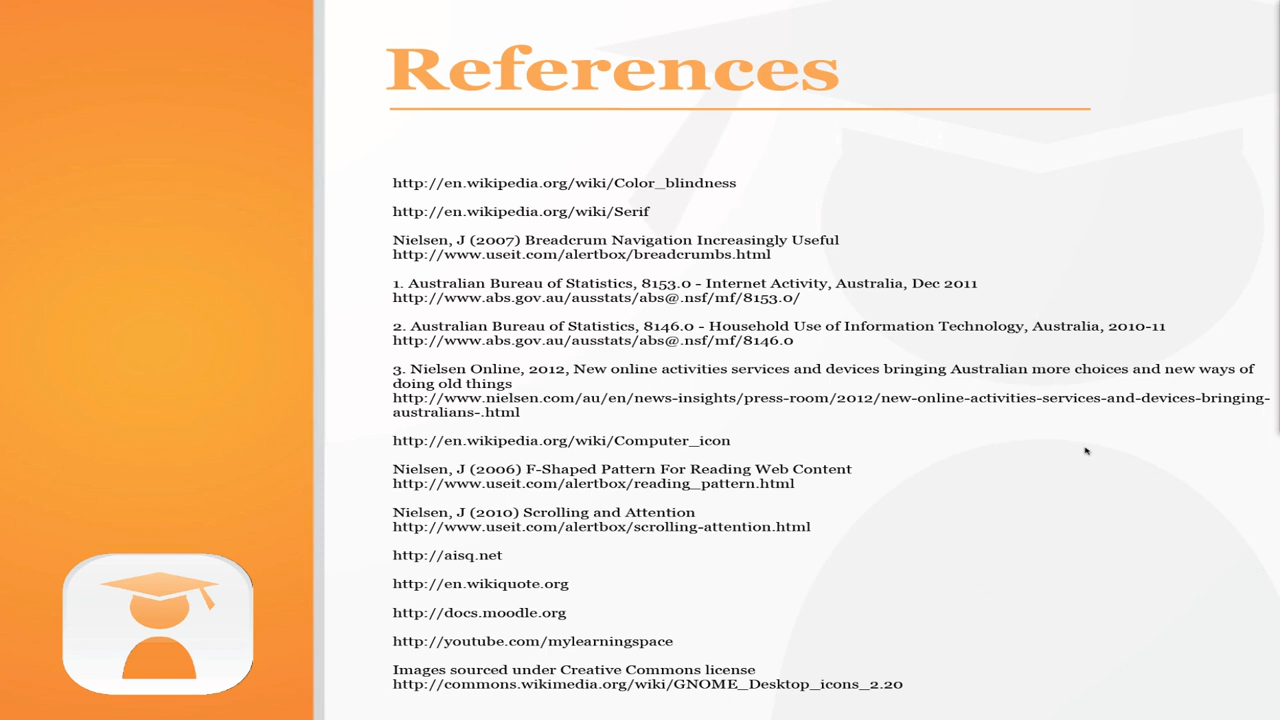 References
http://en.wikipedia.org/wiki/Color_blindness
http://en.wikipedia.org/wiki/Serif
Nielsen, J (2007) Breadcrum Navigation Increasingly Useful
http://www.useit.com/alertbox/breadcrumbs.html
1. Australian Bureau of Statistics, 8153.0 - Internet Activity, Australia, Dec 2011
http://www.abs.gov.au/ausstats/abs@.nsf/mf/8153.0/
2. Australian Bureau of Statistics, 8146.0 - Household Use of Information Technology, Australia, 2010-11
http://www.abs.gov.au/ausstats/abs@.nsf/mf/8146.0
3. Nielsen Online, 2012, New online activities services and devices bringing Australian more choices and new ways of
doing old things
http://www.nielsen.com/au/en/news-insights/press-room/2012/new-online-activities-services-and-devices-bringing-
australians-.html
http://en.wikipedia.org/wiki/Computer_icon
Nielsen, J (2006) F-Shaped Pattern For Reading Web Content
http://www.useit.com/alertbox/reading_pattern.html
Nielsen, J (2010) Scrolling and Attention
http://www.useit.com/alertbox/scrolling-attention.html
http://aisq.net
http://en.wikiquote.org
http://docs.moodle.org
http://youtube.com/mylearningspace
Images sourced under Creative Commons license
http://commons.wikimedia.org/wiki/GNOME_Desktop_icons_2.20